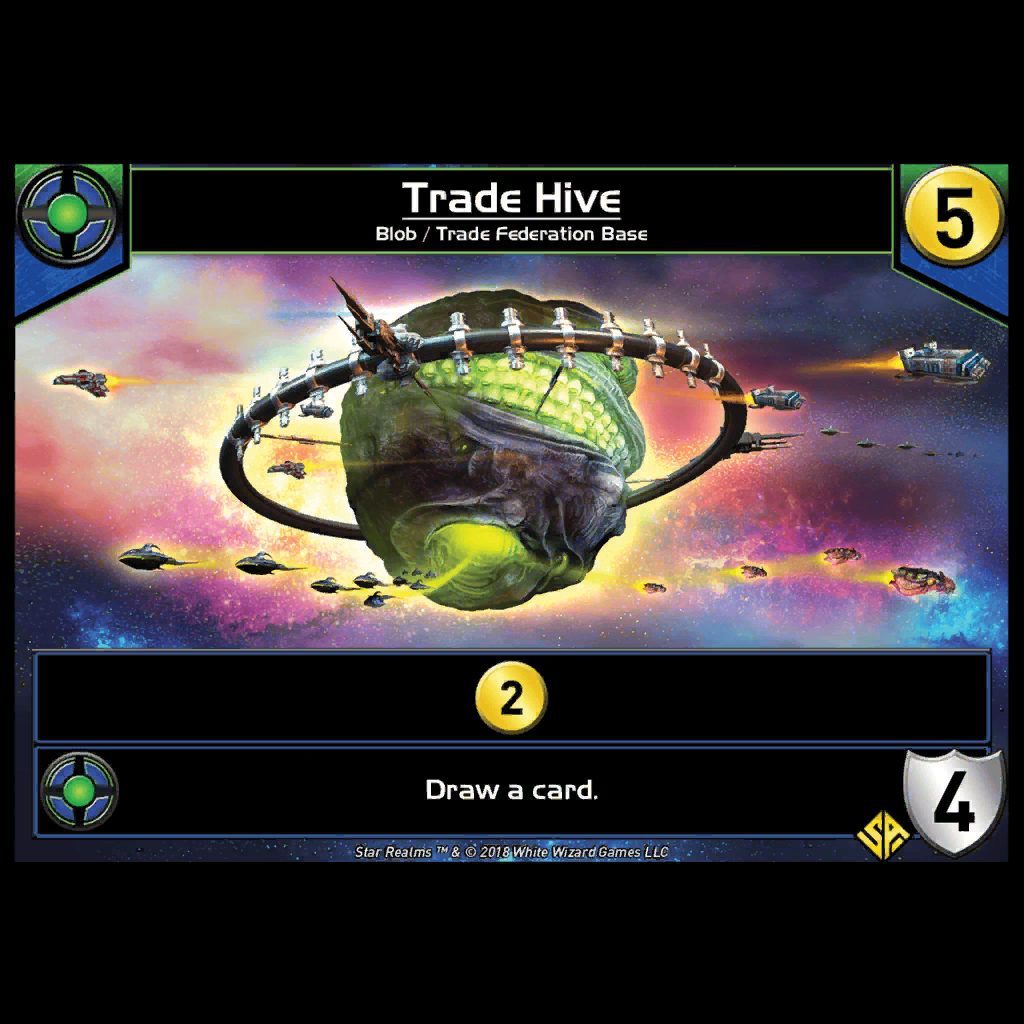 Trade Hive
5
Blob / Trade Federation Base
2
Draw a card.
4
Star Realms ™ & © 2018 White Wizard Games LLC